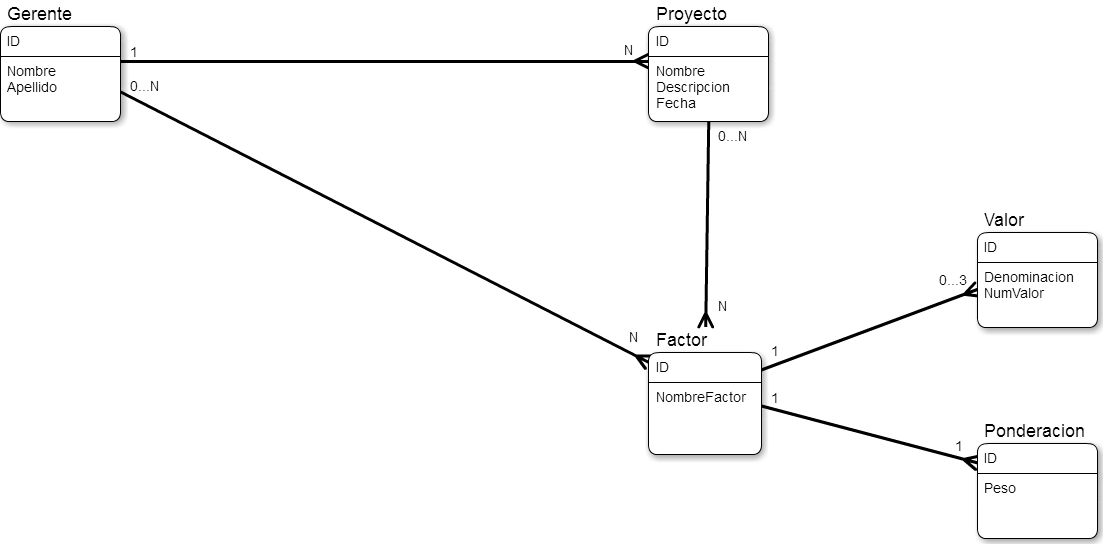 Gerente
ID
Nombre
Apellido
1
0...N
N
Proyecto
ID
Nombre
Descripcion
Fecha
0...N
N
N
Factor
ID
NombreFactor
1
1
0...3
Valor
ID
Denominacion
NumValor
1
Ponderacion
ID
Peso